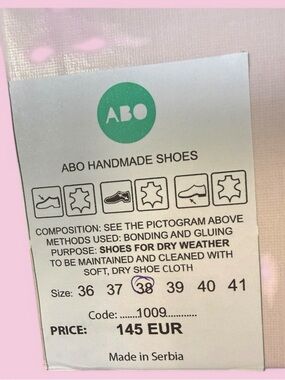 ABO
ABO HANDMADE SHOES
COMPOSITION: SEE THE PICTOGRAM ABOVE
METHODS USED: BONDING AND GLUING
PURPOSE: SHOES FOR DRY WEATHER
TO BE MAINTAINED AND CLEANED WITH
SOFT, DRY SHOE CLOTH
Size: 36 37 38 39 40 41
Code: ......1009............
PRICE: 145 EUR
Made in Serbia